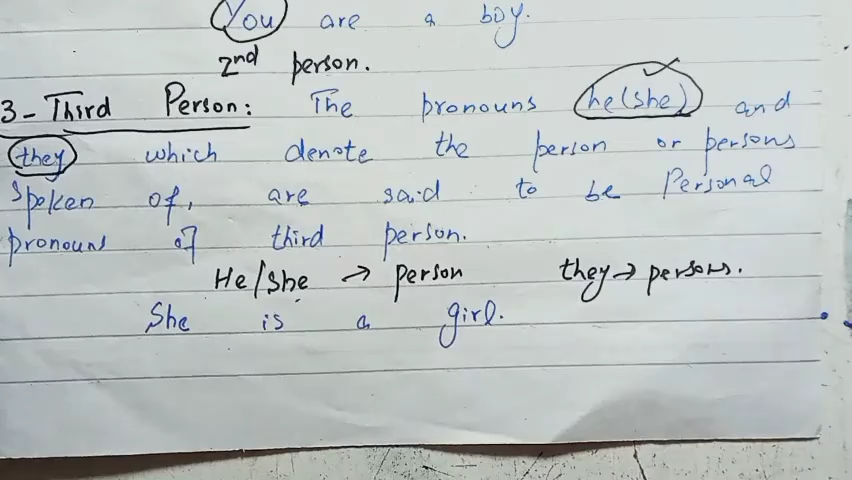 You are a boy.
2nd person.
3- Third Person: The pronouns he(she) and
they which denote the person or persons
Spoken of, are said to be Personal
pronouns of third person.
He/she → person they → persons.
She is a girl.